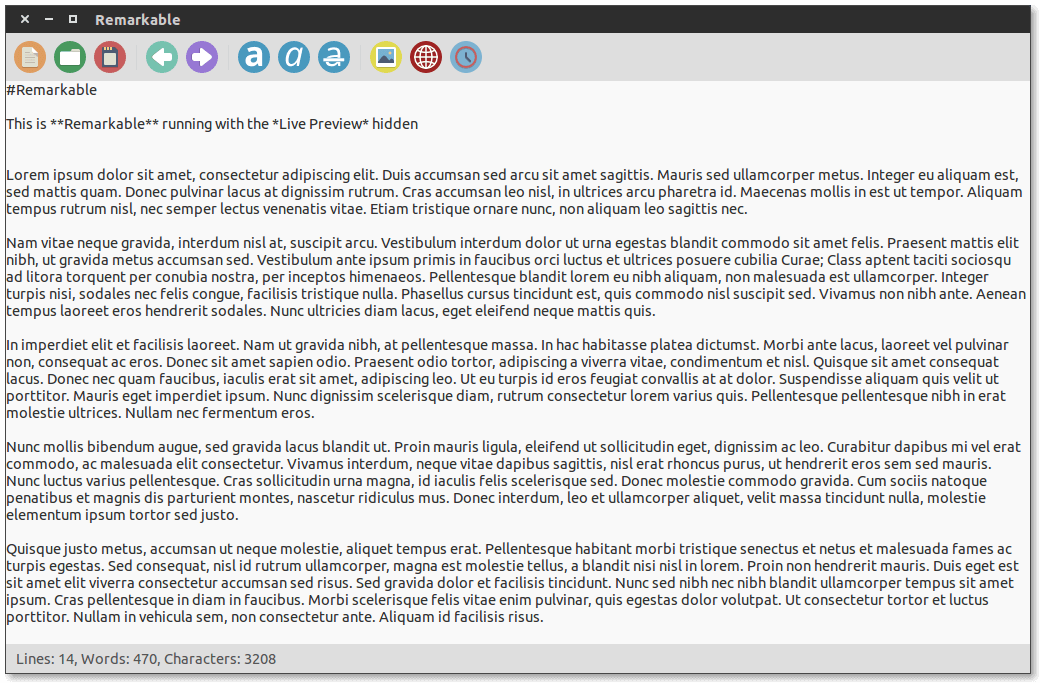 Remarkable
a a a
#Remarkable
This is **Remarkable** running with the *Live Preview* hidden
Lorem ipsum dolor sit amet, consectetur adipiscing elit. Duis accumsan sed arcu sit amet sagittis. Mauris sed ullamcorper metus. Integer eu aliquam est,
sed mattis quam. Donec pulvinar lacus at dignissim rutrum. Cras accumsan leo nisl, in ultrices arcu pharetra id. Maecenas mollis in est ut tempor. Aliquam
tempus rutrum nisl, nec semper lectus venenatis vitae. Etiam tristique ornare nunc, non aliquam leo sagittis nec.
Nam vitae neque gravida, interdum nisl at, suscipit arcu. Vestibulum interdum dolor ut urna egestas blandit commodo sit amet felis. Praesent mattis elit
nibh, ut gravida metus accumsan sed. Vestibulum ante ipsum primis in faucibus orci luctus et ultrices posuere cubilia Curae; Class aptent taciti sociosqu
ad litora torquent per conubia nostra, per inceptos himenaeos. Pellentesque blandit lorem eu nibh aliquam, non malesuada est ullamcorper. Integer
turpis nisi, sodales nec felis congue, facilisis tristique nulla. Phasellus cursus tincidunt est, quis commodo nisl suscipit sed. Vivamus non nibh ante. Aenean
tempus laoreet eros hendrerit sodales. Nunc ultricies diam lacus, eget eleifend neque mattis quis.
In imperdiet elit et facilisis laoreet. Nam ut gravida nibh, at pellentesque massa. In hac habitasse platea dictumst. Morbi ante lacus, laoreet vel pulvinar
non, consequat ac eros. Donec sit amet sapien odio. Praesent odio tortor, adipiscing a viverra vitae, condimentum et nisl. Quisque sit amet consequat
lacus. Donec nec quam faucibus, iaculis erat sit amet, adipiscing leo. Ut eu turpis id eros feugiat convallis at at dolor. Suspendisse aliquam quis velit ut
porttitor. Mauris eget imperdiet ipsum. Nunc dignissim scelerisque diam, rutrum consectetur lorem varius quis. Pellentesque pellentesque nibh in erat
molestie ultrices. Nullam nec fermentum eros.
Nunc mollis bibendum augue, sed gravida lacus blandit ut. Proin mauris ligula, eleifend ut sollicitudin eget, dignissim ac leo. Curabitur dapibus mi vel erat
commodo, ac malesuada elit consectetur. Vivamus interdum, neque vitae dapibus sagittis, nisl erat rhoncus purus, ut hendrerit eros sem sed mauris.
Nunc luctus varius pellentesque. Cras sollicitudin urna magna, id iaculis felis scelerisque sed. Donec molestie commodo gravida. Cum sociis natoque
penatibus et magnis dis parturient montes, nascetur ridiculus mus. Donec interdum, leo et ullamcorper aliquet, velit massa tincidunt nulla, molestie
elementum ipsum tortor sed justo.
Quisque justo metus, accumsan ut neque molestie, aliquet tempus erat. Pellentesque habitant morbi tristique senectus et netus et malesuada fames ac
turpis egestas. Sed consequat, nisl id rutrum ullamcorper, magna est molestie tellus, a blandit nisi nisl in lorem. Proin non hendrerit mauris. Duis eget est
sit amet elit viverra consectetur accumsan sed risus. Sed gravida dolor et facilisis tincidunt. Nunc sed nibh nec nibh blandit ullamcorper tempus sit amet
ipsum. Cras pellentesque in diam in faucibus. Morbi scelerisque felis vitae enim pulvinar, quis egestas dolor volutpat. Ut consectetur tortor et luctus
porttitor. Nullam in vehicula sem, non consectetur ante. Aliquam id facilisis risus.
Lines: 14, Words: 470, Characters: 3208